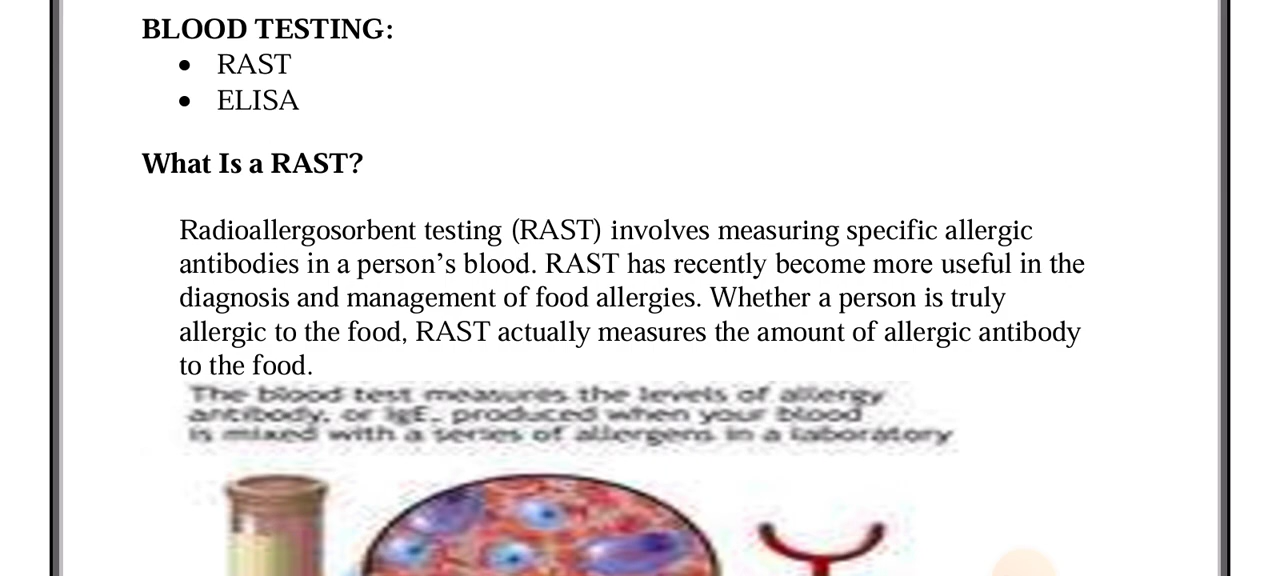 BLOOD TESTING:
• RAST
• ELISA
What Is a RAST?
Radioallergosorbent testing (RAST) involves measuring specific allergic
antibodies in a person’s blood. RAST has recently become more useful in the
diagnosis and management of food allergies. Whether a person is truly
allergic to the food, RAST actually measures the amount of allergic antibody
to the food.
The blood test measures the levels of allergy
antibody, or IgE, produced when your blood
is mixed with a series of allergens in a laboratory